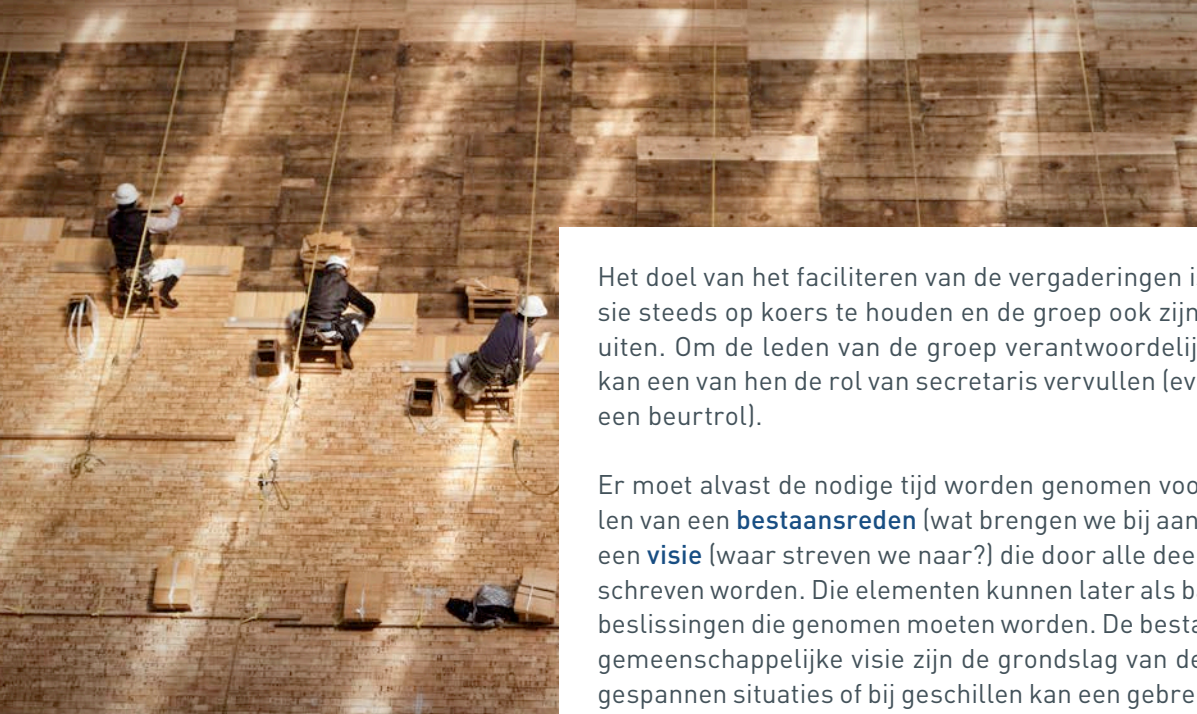 Het doel van het faciliteren van de vergaderingen i
sie steeds op koers te houden en de groep ook zijn
uiten. Om de leden van de groep verantwoordelij
kan een van hen de rol van secretaris vervullen (ev
een beurtrol).
Er moet alvast de nodige tijd worden genomen voo
len van een bestaansreden (wat brengen we bij aan
een visie (waar streven we naar?) die door alle dee
schreven worden. Die elementen kunnen later als b
beslissingen die genomen moeten worden. De besta
gemeenschappelijke visie zijn de grondslag van de
gespannen situaties of bij geschillen kan een gebre